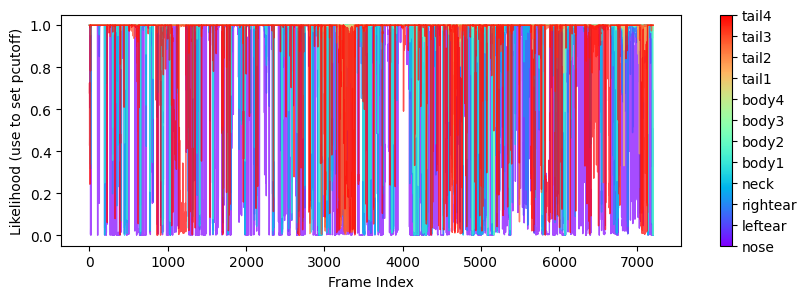 Likelihood (use to set pcutoff)
1.0
0.8
0.6
0.4
0.2
0.0
0
1000
2000
3000
4000
5000
6000
7000
Frame Index
tail4
tail3
tail2
tail1
body4
body3
body2
body1
neck
rightear
leftear
nose